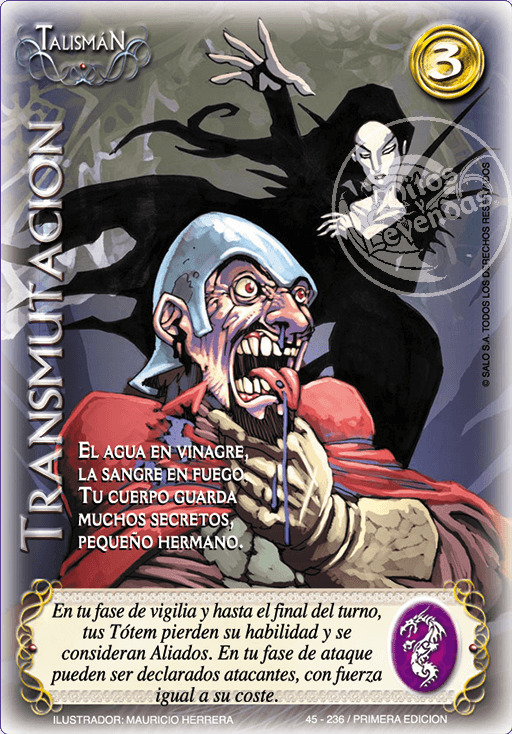 TALISMÁN
3
TRANSMUTACIÓN
MITOS
Y
LEYENDAS
© SALO S.A. TODOS LOS DERECHOS RESERVADOS
EL AGUA EN VINAGRE,
LA SANGRE EN FUEGO.
TU CUERPO GUARDA
MUCHOS SECRETOS,
PEQUEÑO HERMANO.
En tu fase de vigilia y hasta el final del turno,
tus Tótem pierden su habilidad y se
consideran Aliados. En tu fase de ataque
pueden ser declarados atacantes, con fuerza
igual a su coste.
ILUSTRADOR: MAURICIO HERRERA
45 - 236 / PRIMERA EDICION